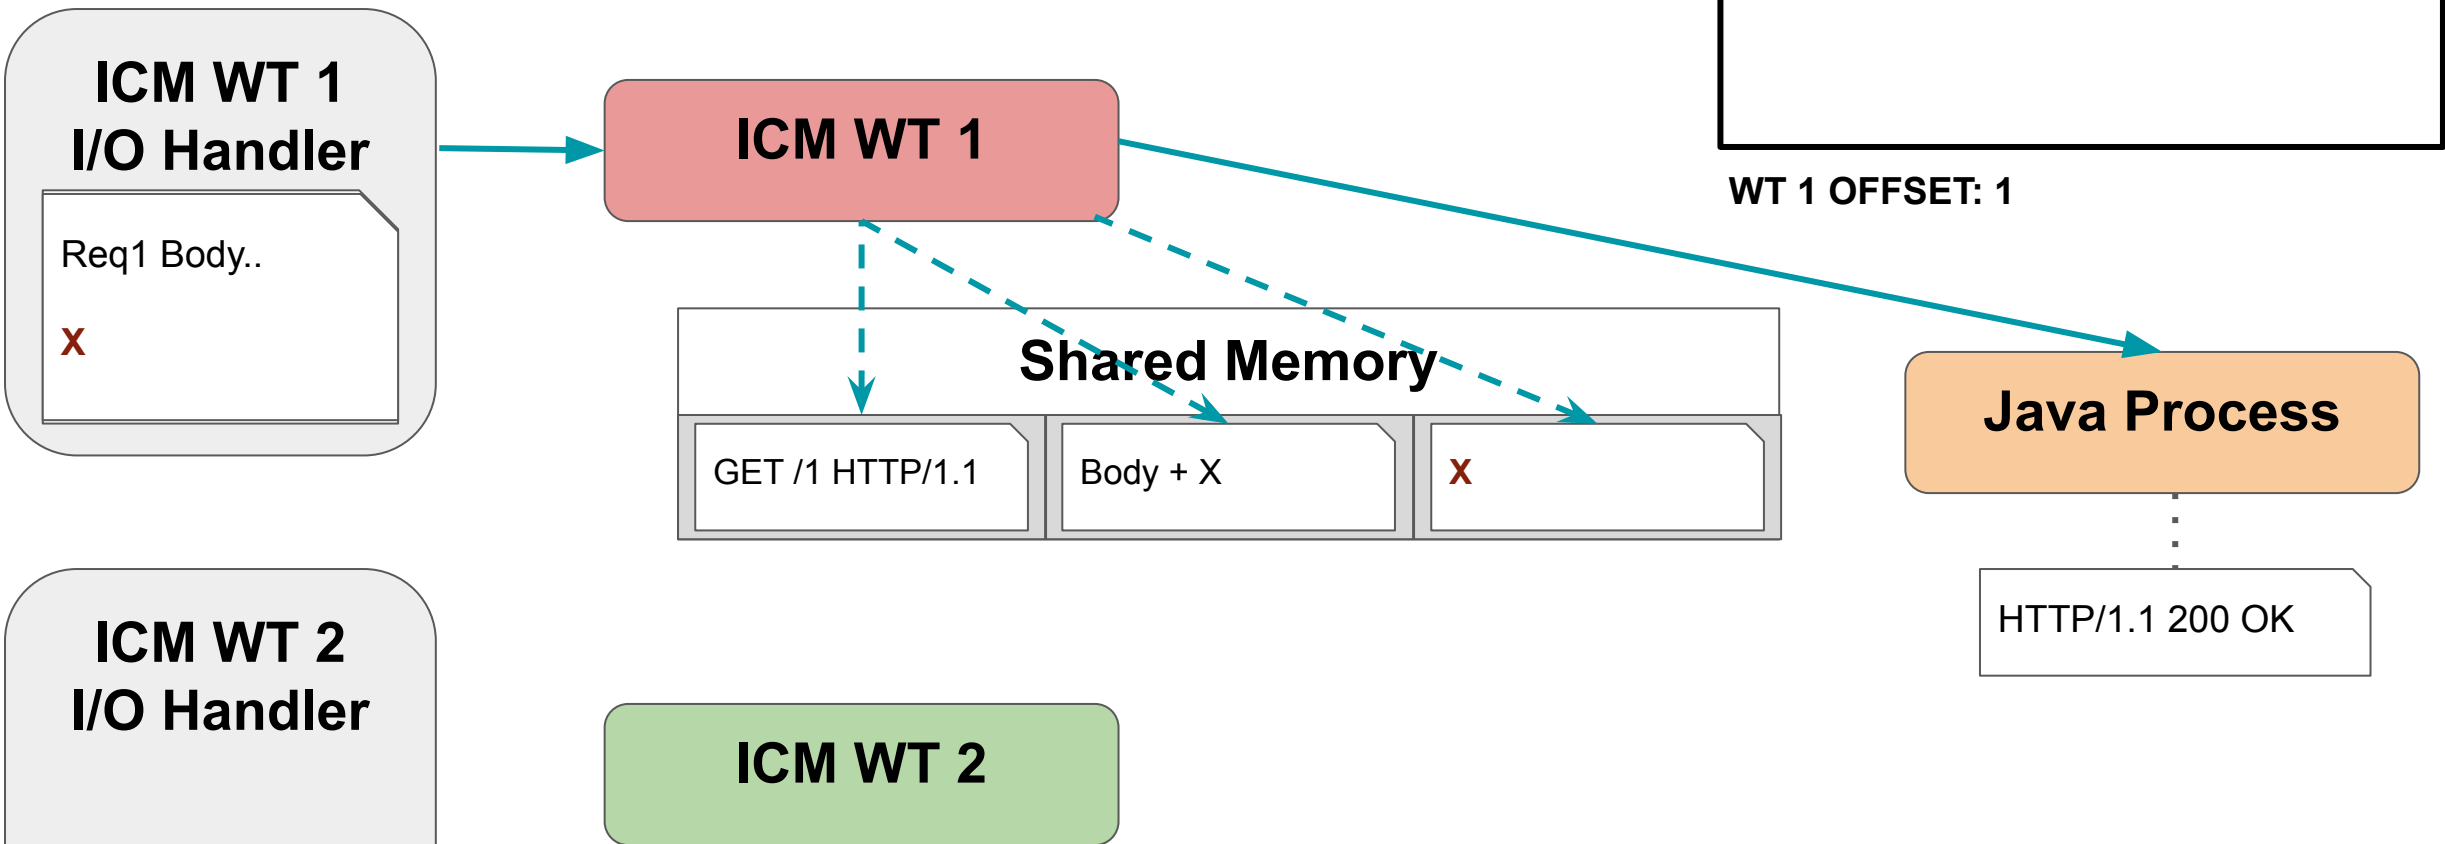 ICM WT 1
I/O Handler
Req1 Body..
X
ICM WT 1
WT 1 OFFSET: 1
Shared Memory
GET /1 HTTP/1.1
Body + X
X
Java Process
HTTP/1.1 200 OK
ICM WT 2
I/O Handler
ICM WT 2